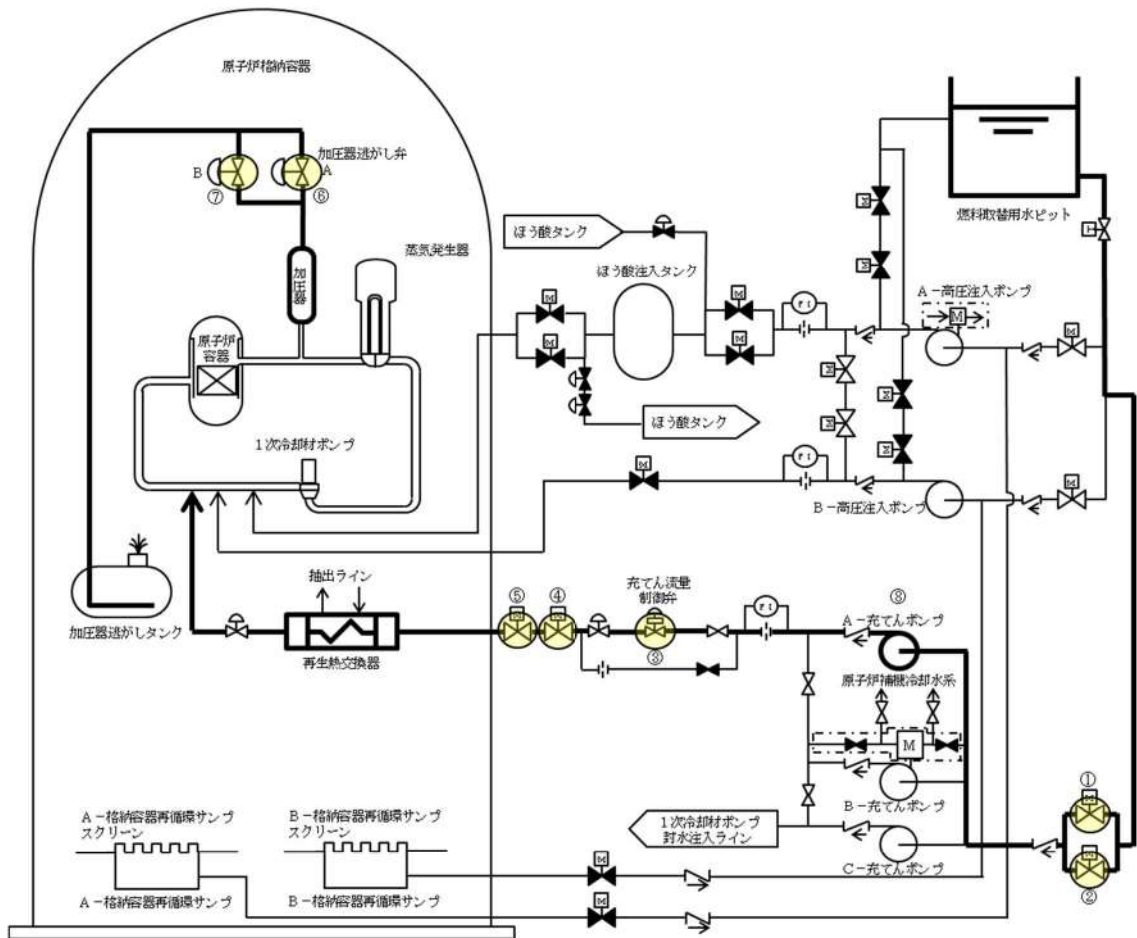 原子炉格納容器
加圧器逃がし弁
B
A
⑦
⑥
蒸気発生器
加圧器
原子炉
容器
1次冷却材ポンプ
加圧器逃がしタンク
ほう酸タンク
ほう酸注入タンク
M
M
M
M
FI
ほう酸タンク
M
M
燃料取替用水ピット
A-高圧注入ポンプ
M
M
M
M
M
M
M
FI
B-高圧注入ポンプ
M
抽出ライン
再生熱交換器
⑤
④
充てん流量
制御弁
③
FI
⑧
A-充てんポンプ
原子炉補機冷却水系
M
B-充てんポンプ
1次冷却材ポンプ
封水注入ライン
C-充てんポンプ
①
M
②
A-格納容器再循環サンプ
スクリーン
B-格納容器再循環サンプ
スクリーン
A-格納容器再循環サンプ
B-格納容器再循環サンプ
M
M